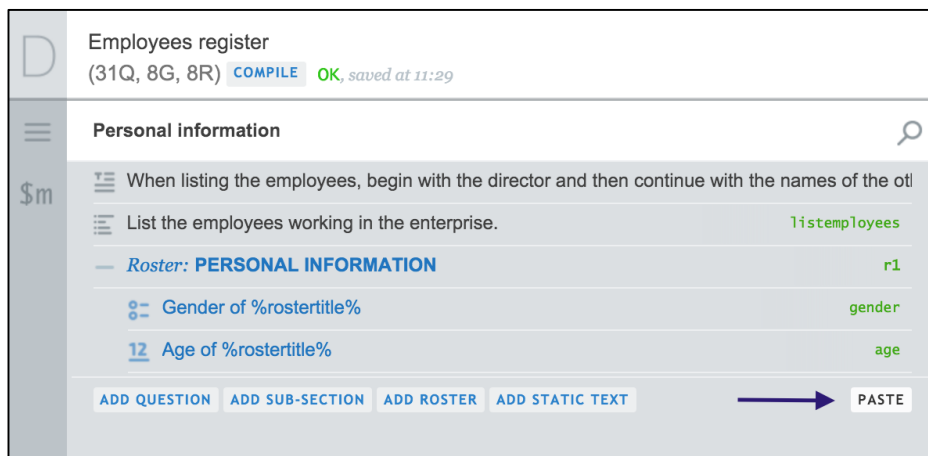 D
Employees register
(31Q, 8G, 8R) COMPILE OK, saved at 11:29
Personal information
$m
When listing the employees, begin with the director and then continue with the names of the otl
List the employees working in the enterprise. listemployees
Roster: PERSONAL INFORMATION r1
Gender of %rostertitle% gender
12 Age of %rostertitle% age
ADD QUESTION ADD SUB-SECTION ADD ROSTER ADD STATIC TEXT PASTE